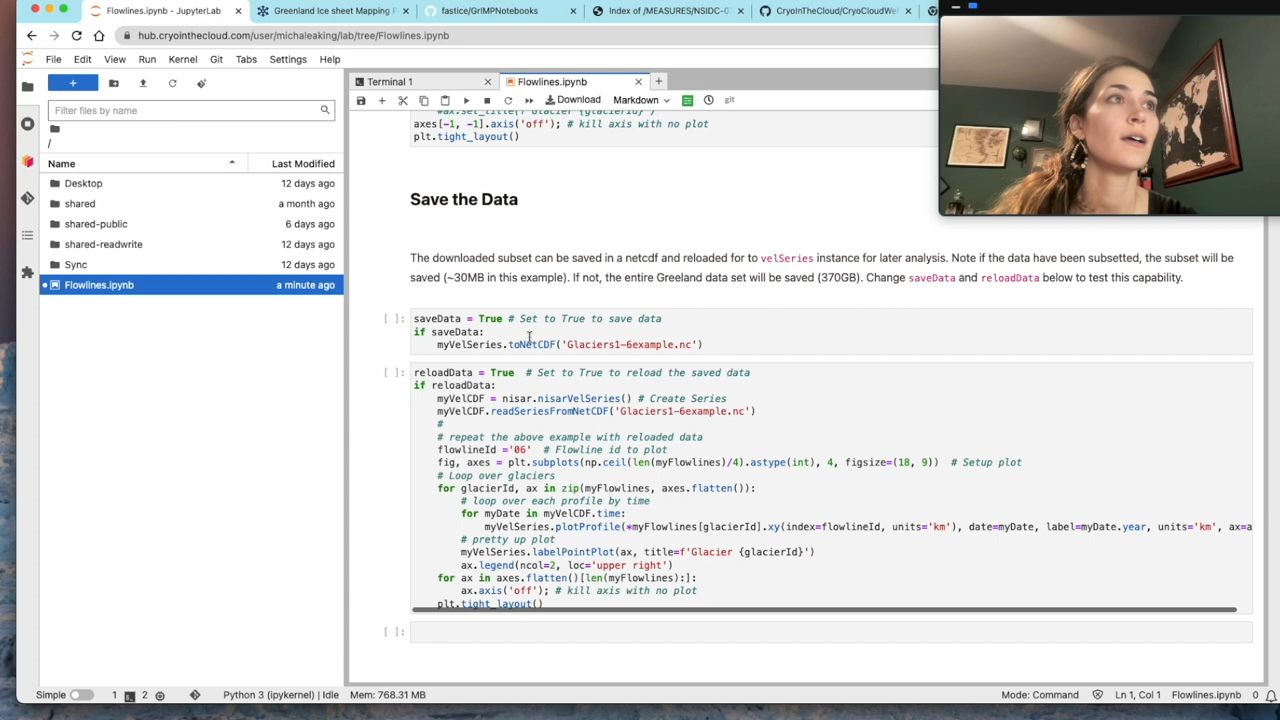 Flowlines.ipynb - JupyterLab
Greenland Ice sheet Mapping P
fastice/GrIMPNotebooks
Index of /MEASURES/NSIDC-0
CryoInTheCloud/CryoCloudWe
hub.cryointhecloud.com/user/michaleaking/lab/tree/Flowlines.ipynb
File Edit View Run Kernel Git Tabs Settings Help
Terminal 1
Flowlines.ipynb
Filter files by name
Download
Markdown
git
/
Name
Last Modified
Desktop
12 days ago
shared
a month ago
shared-public
6 days ago
shared-readwrite
12 days ago
Sync
12 days ago
Flowlines.ipynb
a minute ago
#ax.set_title(f'Glacier {glacierId}')
axes[-1, -1].axis('off'); # kill axis with no plot
plt.tight_layout()
Save the Data
The downloaded subset can be saved in a netcdf and reloaded for to velSeries instance for later analysis. Note if the data have been subsetted, the subset will be
saved (~30MB in this example). If not, the entire Greeland data set will be saved (370GB). Change saveData and reloadData below to test this capability.
[ ]:
saveData = True # Set to True to save data
if saveData:
myVelSeries.toNetCDF('Glaciers1-6example.nc')
[ ]:
reloadData = True # Set to True to reload the saved data
if reloadData:
myVelCDF = nisar.nisarVelSeries() # Create Series
myVelCDF.readSeriesFromNetCDF('Glaciers1-6example.nc')
#
# repeat the above example with reloaded data
flowlineId ='06' # Flowline id to plot
fig, axes = plt.subplots(np.ceil(len(myFlowlines)/4).astype(int), 4, figsize=(18, 9)) # Setup plot
# Loop over glaciers
for glacierId, ax in zip(myFlowlines, axes.flatten()):
# loop over each profile by time
for myDate in myVelCDF.time:
myVelSeries.plotProfile(*myFlowlines[glacierId].xy(index=flowlineId, units='km'), date=myDate, label=myDate.year, units='km', ax=a
# pretty up plot
myVelSeries.labelPointPlot(ax, title=f'Glacier {glacierId}')
ax.legend(ncol=2, loc='upper right')
for ax in axes.flatten()[len(myFlowlines):]:
ax.axis('off'); # kill axis with no plot
plt.tight_layout()
[ ]:
Simple
1
2
Python 3 (ipykernel) | Idle
Mem: 768.31 MB
Mode: Command
Ln 1, Col 1
Flowlines.ipynb
0